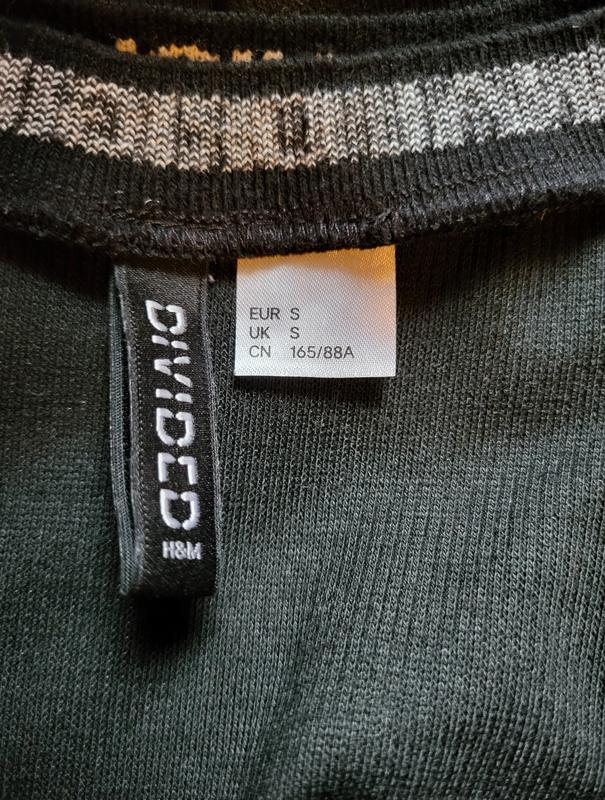 DIVIDED
H&M
EUR S
UK S
CN 165/88A